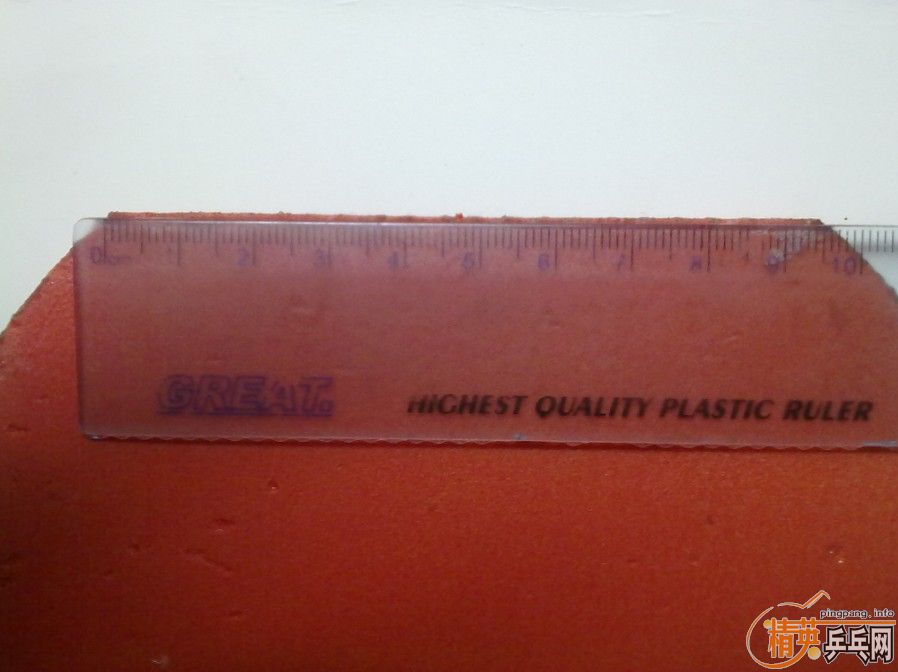 0cm 1 2 3 4 5 6 7 8 9 10
GREAT. HIGHEST QUALITY PLASTIC RULER
pingpang.info
精英乒乓网